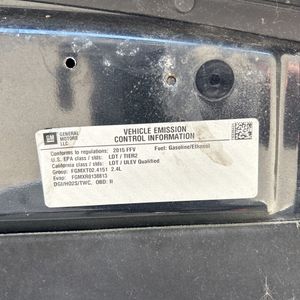 GM
GENERAL
MOTORS
LLC
VEHICLE EMISSION
CONTROL INFORMATION
Conforms to regulations: 2015 FFV Fuel: Gasoline/Ethanol
U.S. EPA class / stds: LDT / TIER2
California class / stds: LDT / ULEV Qualified
Group: FGMXT02.4151 2.4L
Evap: FGMXR0138813
DGI/HO2S/TWC, OBD: II